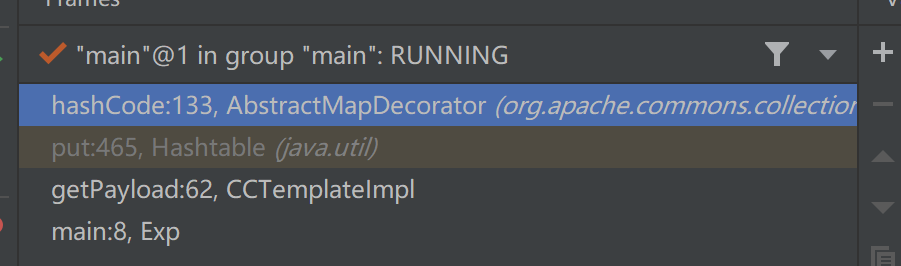 "main"@1 in group "main": RUNNING
hashCode:133, AbstractMapDecorator (org.apache.commons.collection
put:465, Hashtable (java.util)
getPayload:62, CCTemplateImpl
main:8, Exp